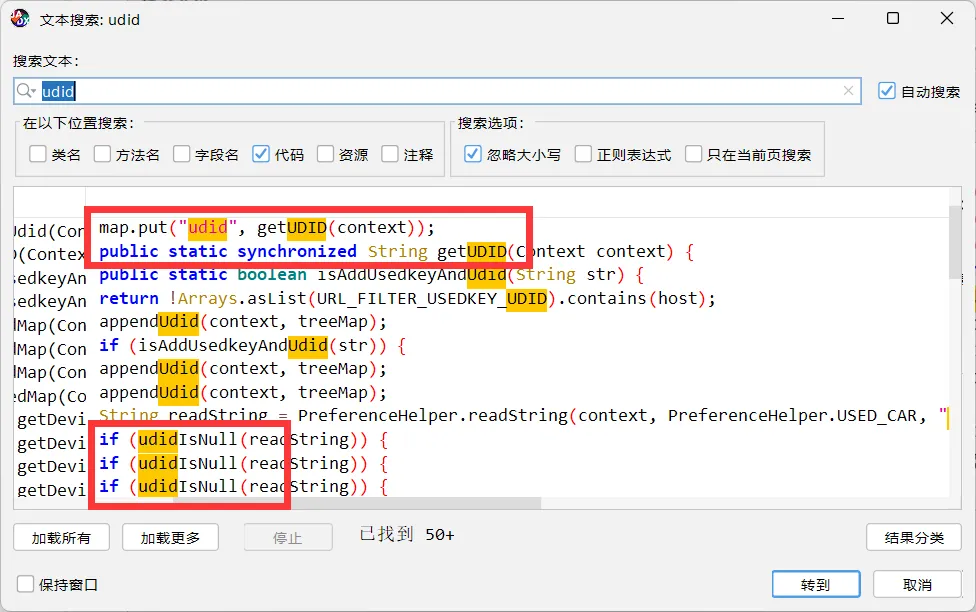 文本搜索: udid
搜索文本:
udid
自动搜索
在以下位置搜索:
类名 方法名 字段名 代码 资源 注释
搜索选项:
忽略大小写 正则表达式 只在当前页搜索
map.put("udid", getUDID(context));
Udid(Con public static synchronized String getUDID(Context context) {
O(Contex public static boolean isAddUsedkeyAndUdid(String str) {
sedkeyAn return !Arrays.asList(URL_FILTER_USEDKEY_UDID).contains(host);
sedkeyAn appendUdid(context, treeMap);
dMap(Con if (isAddUsedkeyAndUdid(str)) {
dMap(Con appendUdid(context, treeMap);
dMap(Con appendUdid(context, treeMap);
edMap(Co String readString = PreferenceHelper.readString(context, PreferenceHelper.USED_CAR, "
getDevi if (udidIsNull(readString)) {
getDevi if (udidIsNull(readString)) {
getDevi if (udidIsNull(readString)) {
getDevi
加载所有 加载更多 停止 已找到 50+ 结果分类
保持窗口 转到 取消